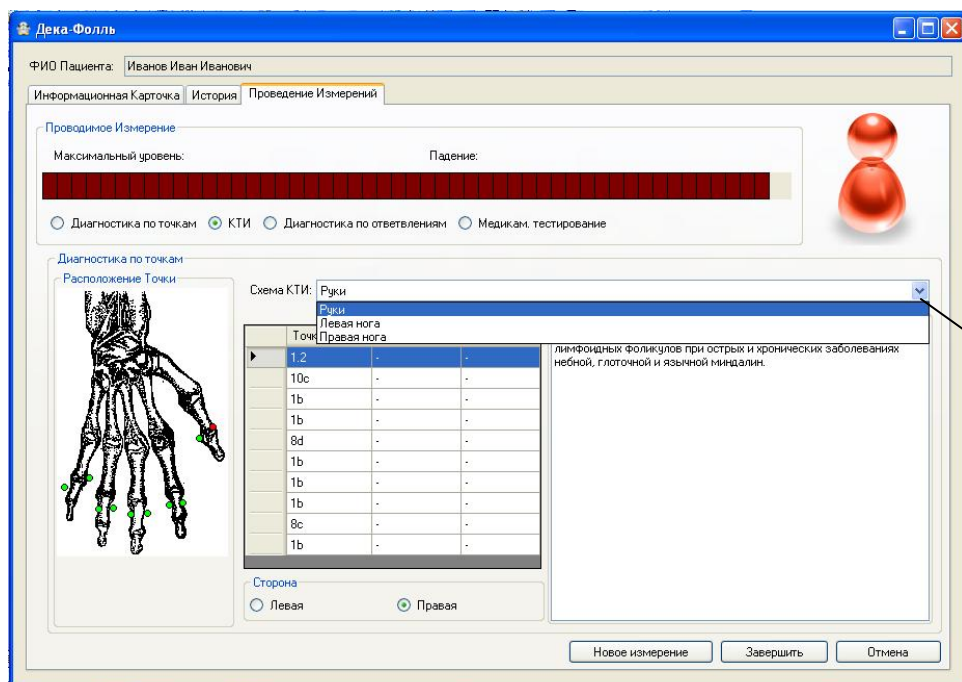 Дека-Фолль
ФИО Пациента: Иванов Иван Иванович
Информационная Карточка История Проведение Измерений
Проводимое Измерение
Максимальный уровень: Падение:
Диагностика по точкам КТИ Диагностика по ответвлениям Медикам. тестирование
Диагностика по точкам
Расположение Точки
Схема КТИ: Руки
Руки
Левая нога
Правая нога
лимфоидных фоликулов при острых и хронических заболеваниях
небной, глоточной и язычной миндалин.
1.2 - -
10c - -
1b - -
1b - -
8d - -
1b - -
1b - -
1b - -
8c - -
1b - -
Сторона
Левая Правая
Новое измерение Завершить Отмена